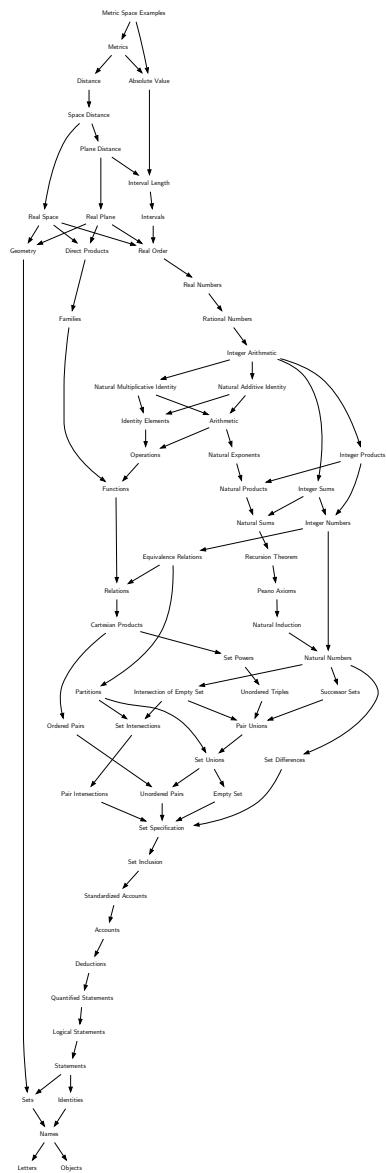 Metric Space Examples
Metrics
Distance Absolute Value
Space Distance
Plane Distance
Interval Length
Real Space Real Plane Intervals
Geometry Direct Products Real Order
Real Numbers
Families Rational Numbers
Integer Arithmetic
Natural Multiplicative Identity Natural Additive Identity
Identity Elements Arithmetic
Operations Natural Exponents Integer Products
Functions Natural Products Integer Sums
Natural Sums Integer Numbers
Equivalence Relations Recursion Theorem
Relations Peano Axioms
Cartesian Products Natural Induction
Set Powers Natural Numbers
Partitions Intersection of Empty Set Unordered Triples Successor Sets
Ordered Pairs Set Intersections Pair Unions
Set Unions Set Differences
Pair Intersections Unordered Pairs Empty Set
Set Specification
Set Inclusion
Standardized Accounts
Accounts
Deductions
Quantified Statements
Logical Statements
Statements
Sets Identities
Names
Letters Objects